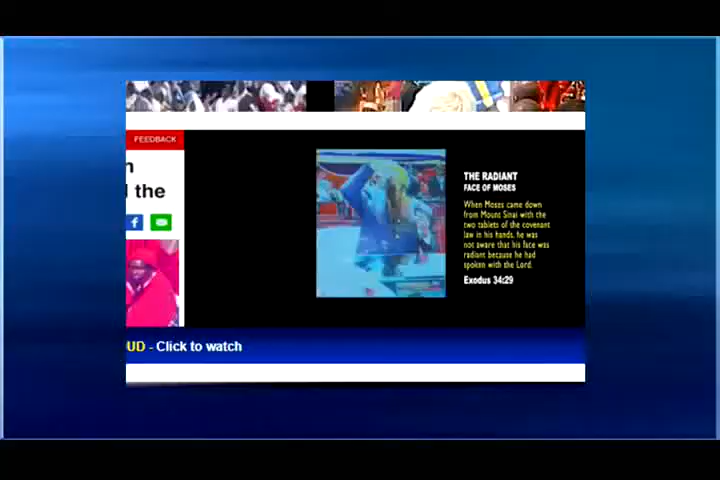 FEEDBACK
the
THE RADIANT
FACE OF MOSES
When Moses came down
from Mount Sinai with the
two tablets of the covenant
law in his hands, he was
not aware that his face was
radiant because he had
spoken with the Lord.
Exodus 34:29
UD - Click to watch